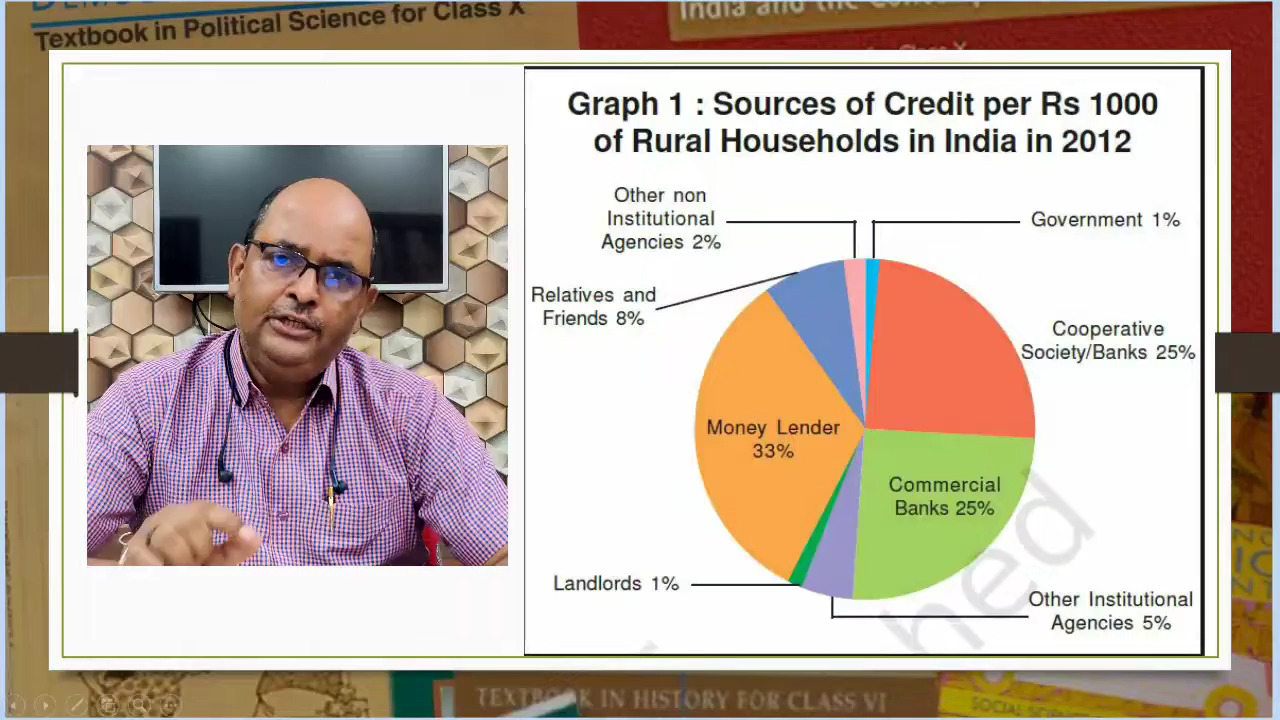 Textbook in Political Science for Class X
India and the
Graph 1 : Sources of Credit per Rs 1000
of Rural Households in India in 2012
Other non
Institutional
Agencies 2%
Government 1%
Relatives and
Friends 8%
Cooperative
Society/Banks 25%
Money Lender
33%
Commercial
Banks 25%
Landlords 1%
Other Institutional
Agencies 5%
hed
TEXTBOOK IN HISTORY FOR CLASS VI
SOCIAL